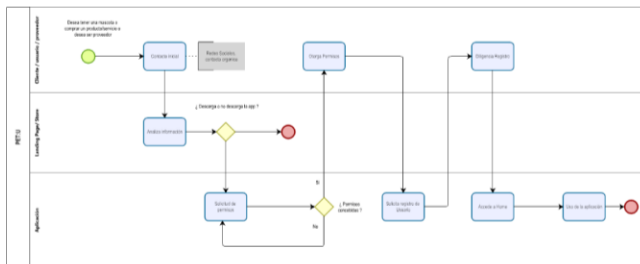 Desea tener una mascota o
comprar un producto/servicio o
desea ser proveedor
Cliente / usuario / proveedor
Contacto inicial
Redes Sociales,
contacto orgánico
Otorga Permisos
Diligencia Registro
PET IU
Landing Page/ Store
¿ Descarga o no descarga la app ?
Analiza información
Aplicación
Solicitud de
permisos
Si
No
¿ Permisos
concedidos ?
Solicita registro de
Usuario
Accede a Home
Uso de la aplicación